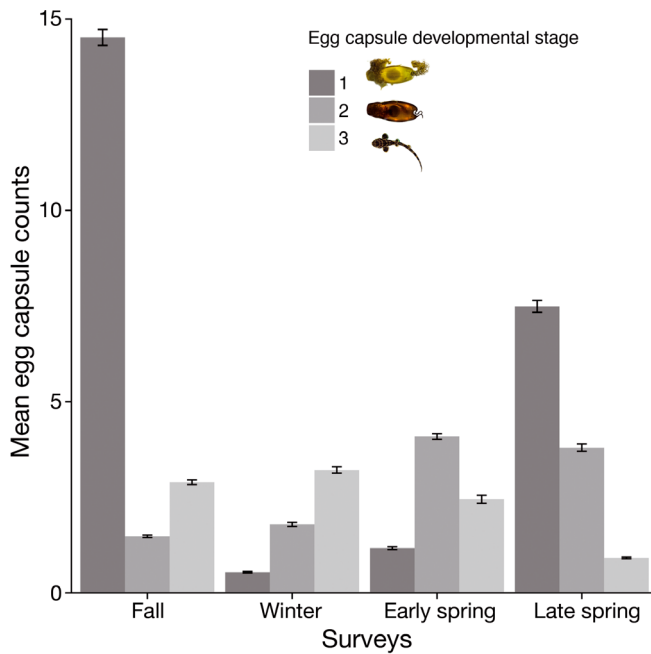 Egg capsule developmental stage
1
2
3
Mean egg capsule counts
15
10
5
0
Fall Winter Early spring Late spring
Surveys